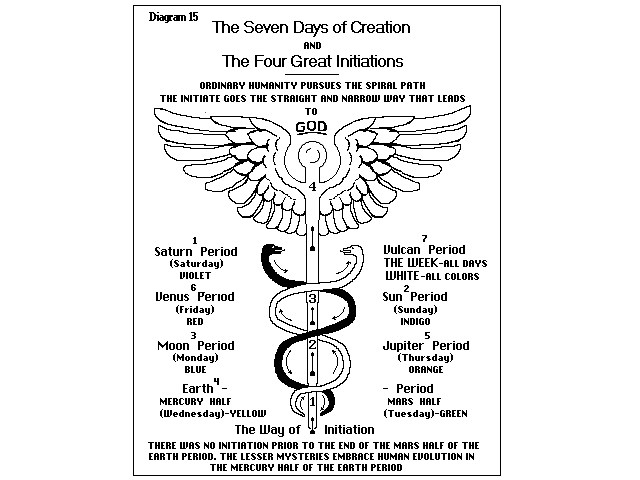 Diagram 15
The Seven Days of Creation
AND
The Four Great Initiations
ORDINARY HUMANITY PURSUES THE SPIRAL PATH
THE INITIATE GOES THE STRAIGHT AND NARROW WAY THAT LEADS
TO
GOD
4
1
Saturn Period
(Saturday)
VIOLET
7
Vulcan Period
THE WEEK-ALL DAYS
WHITE-ALL COLORS
6
Venus Period
(Friday)
RED
3
2
Sun Period
(Sunday)
INDIGO
3
Moon Period
(Monday)
BLUE
2
5
Jupiter Period
(Thursday)
ORANGE
4
Earth -
MERCURY HALF
(Wednesday)-YELLOW
1
- Period
MARS HALF
(Tuesday)-GREEN
The Way of Initiation
THERE WAS NO INITIATION PRIOR TO THE END OF THE MARS HALF OF THE
EARTH PERIOD. THE LESSER MYSTERIES EMBRACE HUMAN EVOLUTION IN
THE MERCURY HALF OF THE EARTH PERIOD